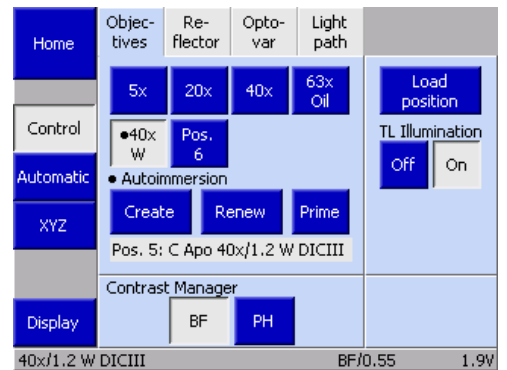 Home
Control
Automatic
XYZ
Display
Objec-
tives
Re-
flector
Opto-
var
Light
path
5x
20x
40x
63x
Oil
●40x
W
Pos.
6
● Autoimmersion
Create
Renew
Prime
Pos. 5: C Apo 40x/1.2 W DICIII
Contrast Manager
BF
PH
Load
position
TL Illumination
Off
On
40x/1.2 W DICIII
BF/0.55
1.9V